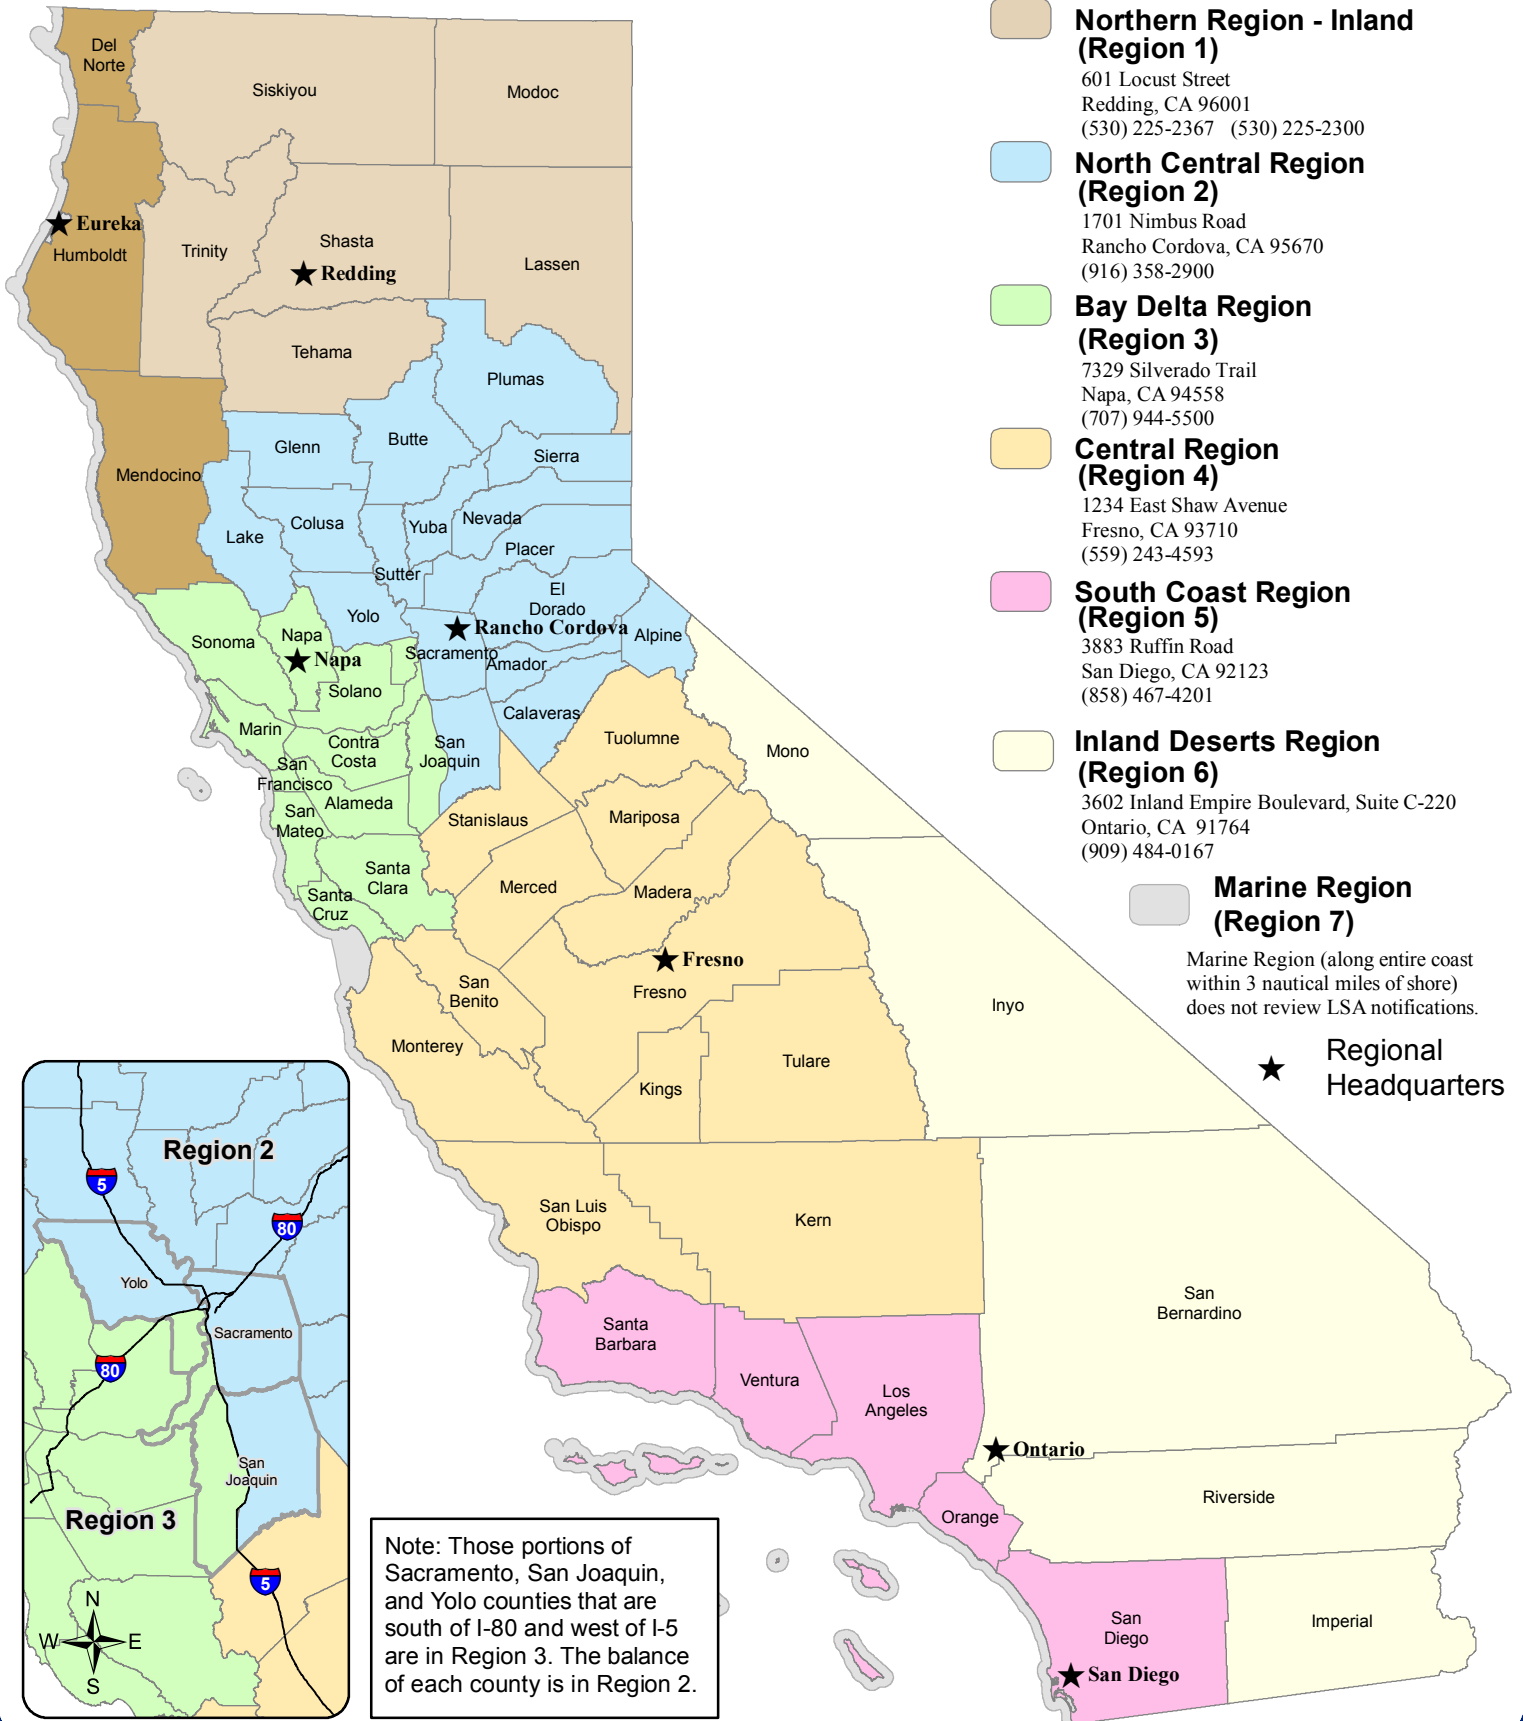 Northern Region - Inland
(Region 1)
601 Locust Street
Redding, CA 96001
(530) 225-2367 (530) 225-2300
North Central Region
(Region 2)
1701 Nimbus Road
Rancho Cordova, CA 95670
(916) 358-2900
Bay Delta Region
(Region 3)
7329 Silverado Trail
Napa, CA 94558
(707) 944-5500
Central Region
(Region 4)
1234 East Shaw Avenue
Fresno, CA 93710
(559) 243-4593
South Coast Region
(Region 5)
3883 Ruffin Road
San Diego, CA 92123
(858) 467-4201
Inland Deserts Region
(Region 6)
3602 Inland Empire Boulevard, Suite C-220
Ontario, CA 91764
(909) 484-0167
Marine Region
(Region 7)
Marine Region (along entire coast
within 3 nautical miles of shore)
does not review LSA notifications.
Regional
Headquarters
Del
Norte
Siskiyou
Modoc
Eureka
Humboldt
Trinity
Shasta
Redding
Lassen
Tehama
Plumas
Mendocino
Glenn
Butte
Sierra
Lake
Colusa
Yuba
Nevada
Placer
Sutter
El
Dorado
Yolo
Rancho Cordova
Alpine
Sonoma
Napa
Napa
Sacramento
Amador
Solano
Calaveras
Marin
Contra
Costa
San
Joaquin
Tuolumne
Mono
San
Francisco
Alameda
San
Mateo
Stanislaus
Mariposa
Santa
Clara
Merced
Madera
Santa
Cruz
Fresno
Fresno
San
Benito
Inyo
Monterey
Kings
Tulare
San Luis
Obispo
Kern
San
Bernardino
Santa
Barbara
Ventura
Los
Angeles
Ontario
Riverside
Orange
San
Diego
San Diego
Imperial
Region 2
5
80
Yolo
Sacramento
80
San
Joaquin
Region 3
5
N
W
E
S
Note: Those portions of
Sacramento, San Joaquin,
and Yolo counties that are
south of I-80 and west of I-5
are in Region 3. The balance
of each county is in Region 2.